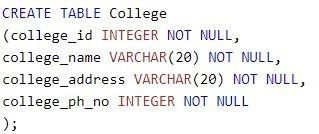 CREATE TABLE College
(college_id INTEGER NOT NULL,
college_name VARCHAR(20) NOT NULL,
college_address VARCHAR(20) NOT NULL,
college_ph_no INTEGER NOT NULL
);